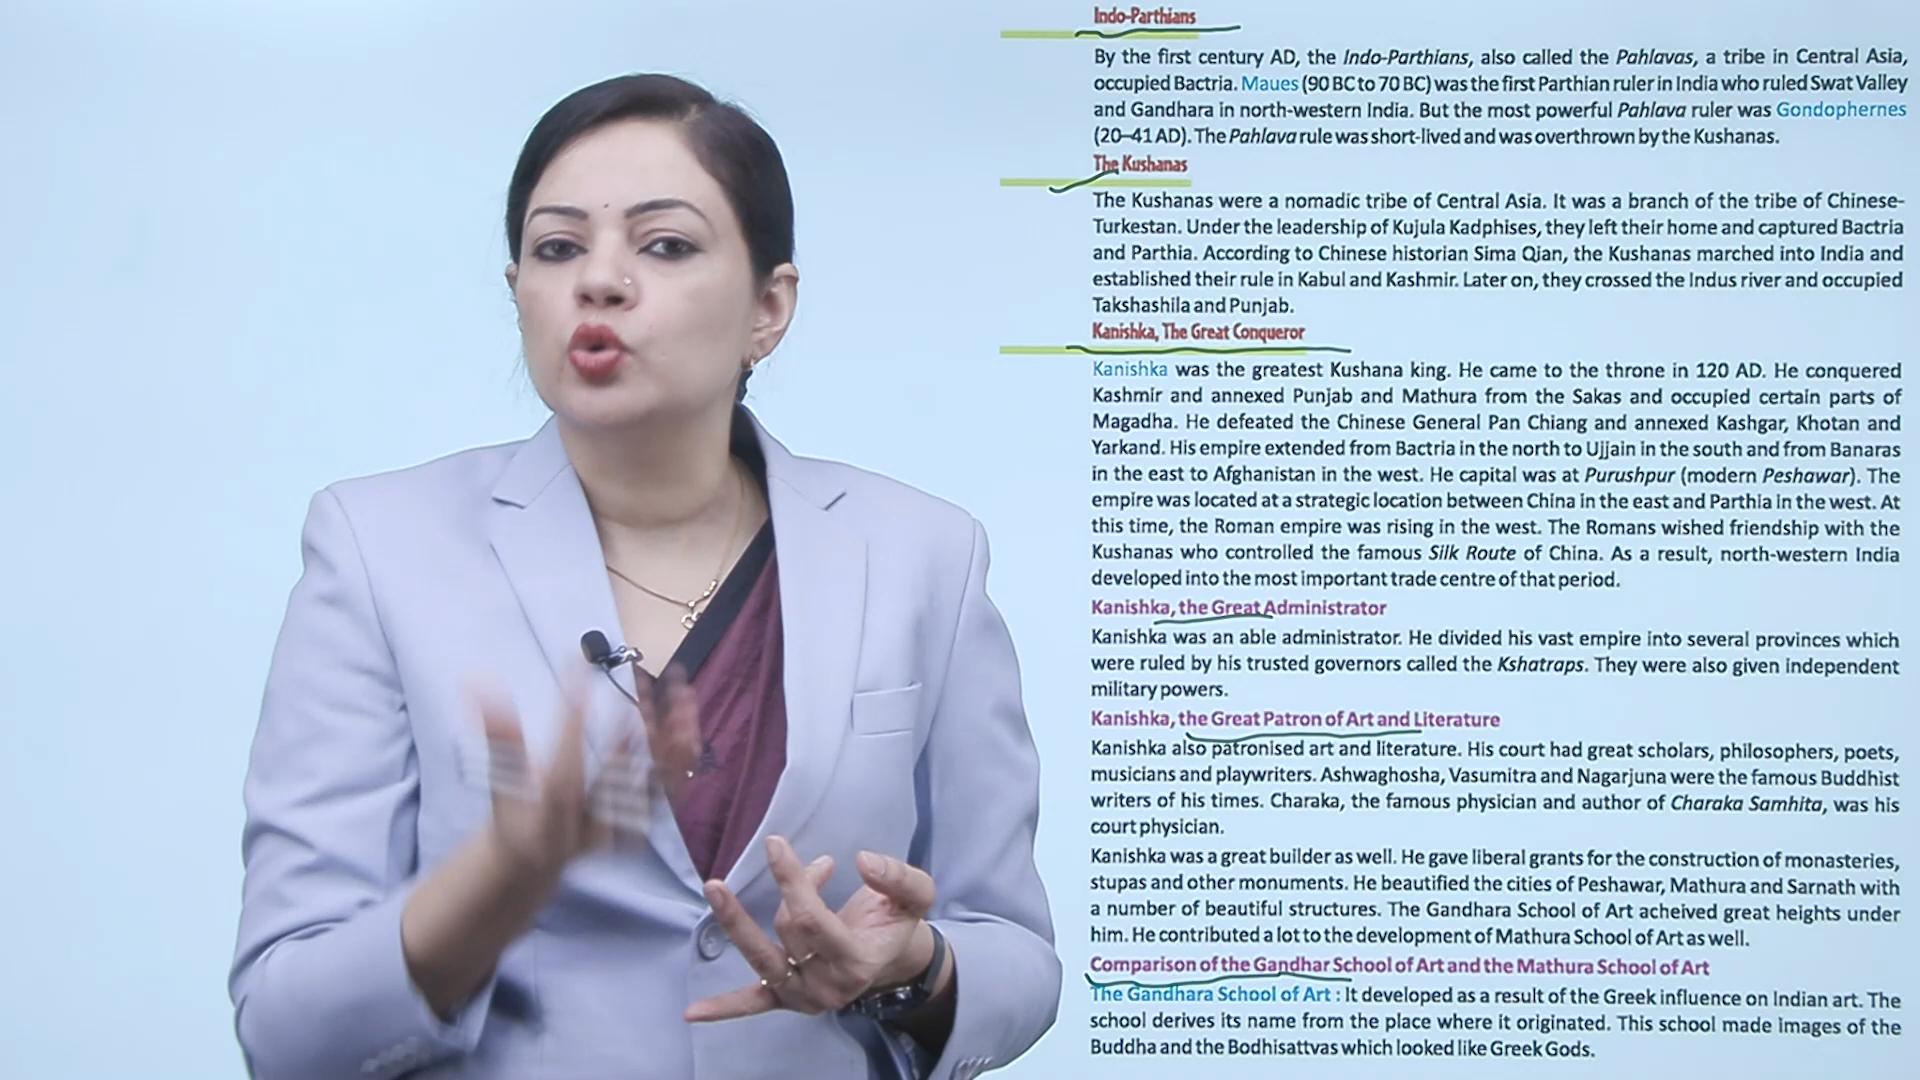 Indo-Parthians
By the first century AD, the Indo-Parthians, also called the Pahlavas, a tribe in Central Asia,
occupied Bactria. Maues (90 BC to 70 BC) was the first Parthian ruler in India who ruled Swat Valley
and Gandhara in north-western India. But the most powerful Pahlava ruler was Gondophernes
(20–41 AD). The Pahlava rule was short-lived and was overthrown by the Kushanas.
The Kushanas
The Kushanas were a nomadic tribe of Central Asia. It was a branch of the tribe of Chinese-
Turkestan. Under the leadership of Kujula Kadphises, they left their home and captured Bactria
and Parthia. According to Chinese historian Sima Qian, the Kushanas marched into India and
established their rule in Kabul and Kashmir. Later on, they crossed the Indus river and occupied
Takshashila and Punjab.
Kanishka, The Great Conqueror
Kanishka was the greatest Kushana king. He came to the throne in 120 AD. He conquered
Kashmir and annexed Punjab and Mathura from the Sakas and occupied certain parts of
Magadha. He defeated the Chinese General Pan Chiang and annexed Kashgar, Khotan and
Yarkand. His empire extended from Bactria in the north to Ujjain in the south and from Banaras
in the east to Afghanistan in the west. He capital was at Purushpur (modern Peshawar). The
empire was located at a strategic location between China in the east and Parthia in the west. At
this time, the Roman empire was rising in the west. The Romans wished friendship with the
Kushanas who controlled the famous Silk Route of China. As a result, north-western India
developed into the most important trade centre of that period.
Kanishka, the Great Administrator
Kanishka was an able administrator. He divided his vast empire into several provinces which
were ruled by his trusted governors called the Kshatraps. They were also given independent
military powers.
Kanishka, the Great Patron of Art and Literature
Kanishka also patronised art and literature. His court had great scholars, philosophers, poets,
musicians and playwriters. Ashwaghosha, Vasumitra and Nagarjuna were the famous Buddhist
writers of his times. Charaka, the famous physician and author of Charaka Samhita, was his
court physician.
Kanishka was a great builder as well. He gave liberal grants for the construction of monasteries,
stupas and other monuments. He beautified the cities of Peshawar, Mathura and Sarnath with
a number of beautiful structures. The Gandhara School of Art acheived great heights under
him. He contributed a lot to the development of Mathura School of Art as well.
Comparison of the Gandhar School of Art and the Mathura School of Art
The Gandhara School of Art : It developed as a result of the Greek influence on Indian art. The
school derives its name from the place where it originated. This school made images of the
Buddha and the Bodhisattvas which looked like Greek Gods.